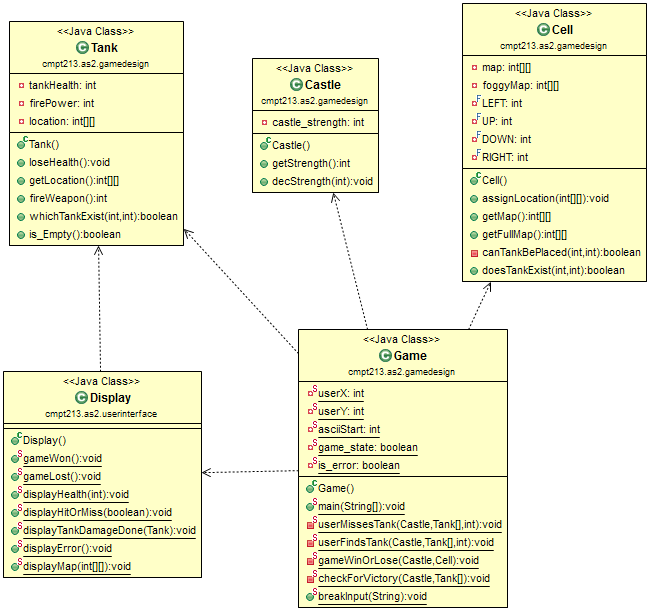 <<Java Class>>
Tank
cmpt213.as2.gamedesign
tankHealth: int
firePower: int
location: int[][]
Tank()
loseHealth():void
getLocation():int[][]
fireWeapon():int
whichTankExist(int,int):boolean
is_Empty():boolean
<<Java Class>>
Castle
cmpt213.as2.gamedesign
castle_strength: int
Castle()
getStrength():int
decStrength(int):void
<<Java Class>>
Cell
cmpt213.as2.gamedesign
map: int[][]
foggyMap: int[][]
LEFT: int
UP: int
DOWN: int
RIGHT: int
Cell()
assignLocation(int[][]):void
getMap():int[][]
getFullMap():int[][]
canTankBePlaced(int,int):boolean
doesTankExist(int,int):boolean
<<Java Class>>
Display
cmpt213.as2.userinterface
Display()
gameWon():void
gameLost():void
displayHealth(int):void
displayHitOrMiss(boolean):void
displayTankDamageDone(Tank):void
displayError():void
displayMap(int[][]):void
<<Java Class>>
Game
cmpt213.as2.gamedesign
userX: int
userY: int
asciiStart: int
game_state: boolean
is_error: boolean
Game()
main(String[]):void
userMissesTank(Castle,Tank[],int):void
userFindsTank(Castle,Tank[],int):void
gameWinOrLose(Castle,Cell):void
checkForVictory(Castle,Tank[]):void
breakInput(String):void